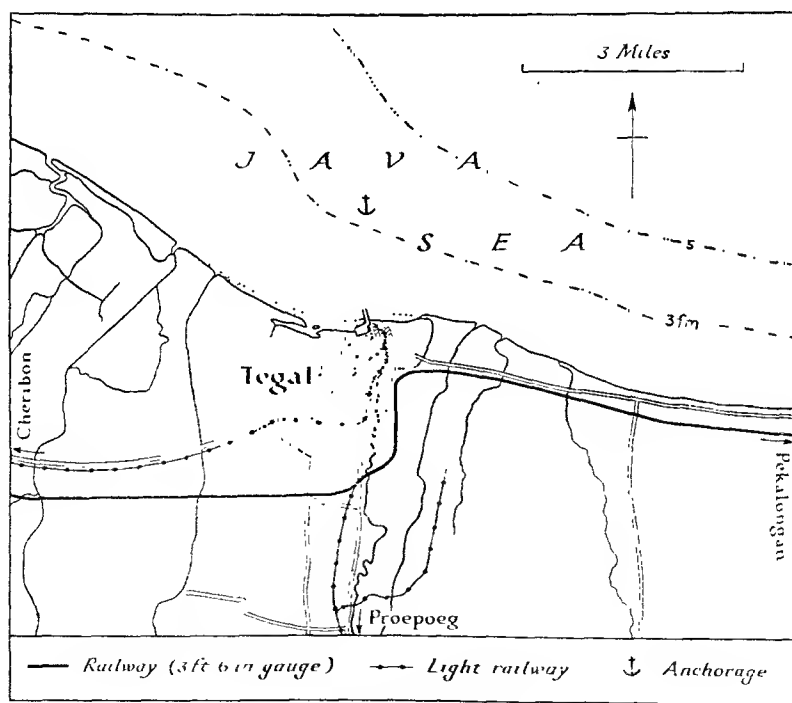 3 Miles
J A V A
S E A
5
3fm
Tegal
Cheribon
Pekalongan
Proepoeg
Railway (3ft 6in gauge)
Light railway
Anchorage